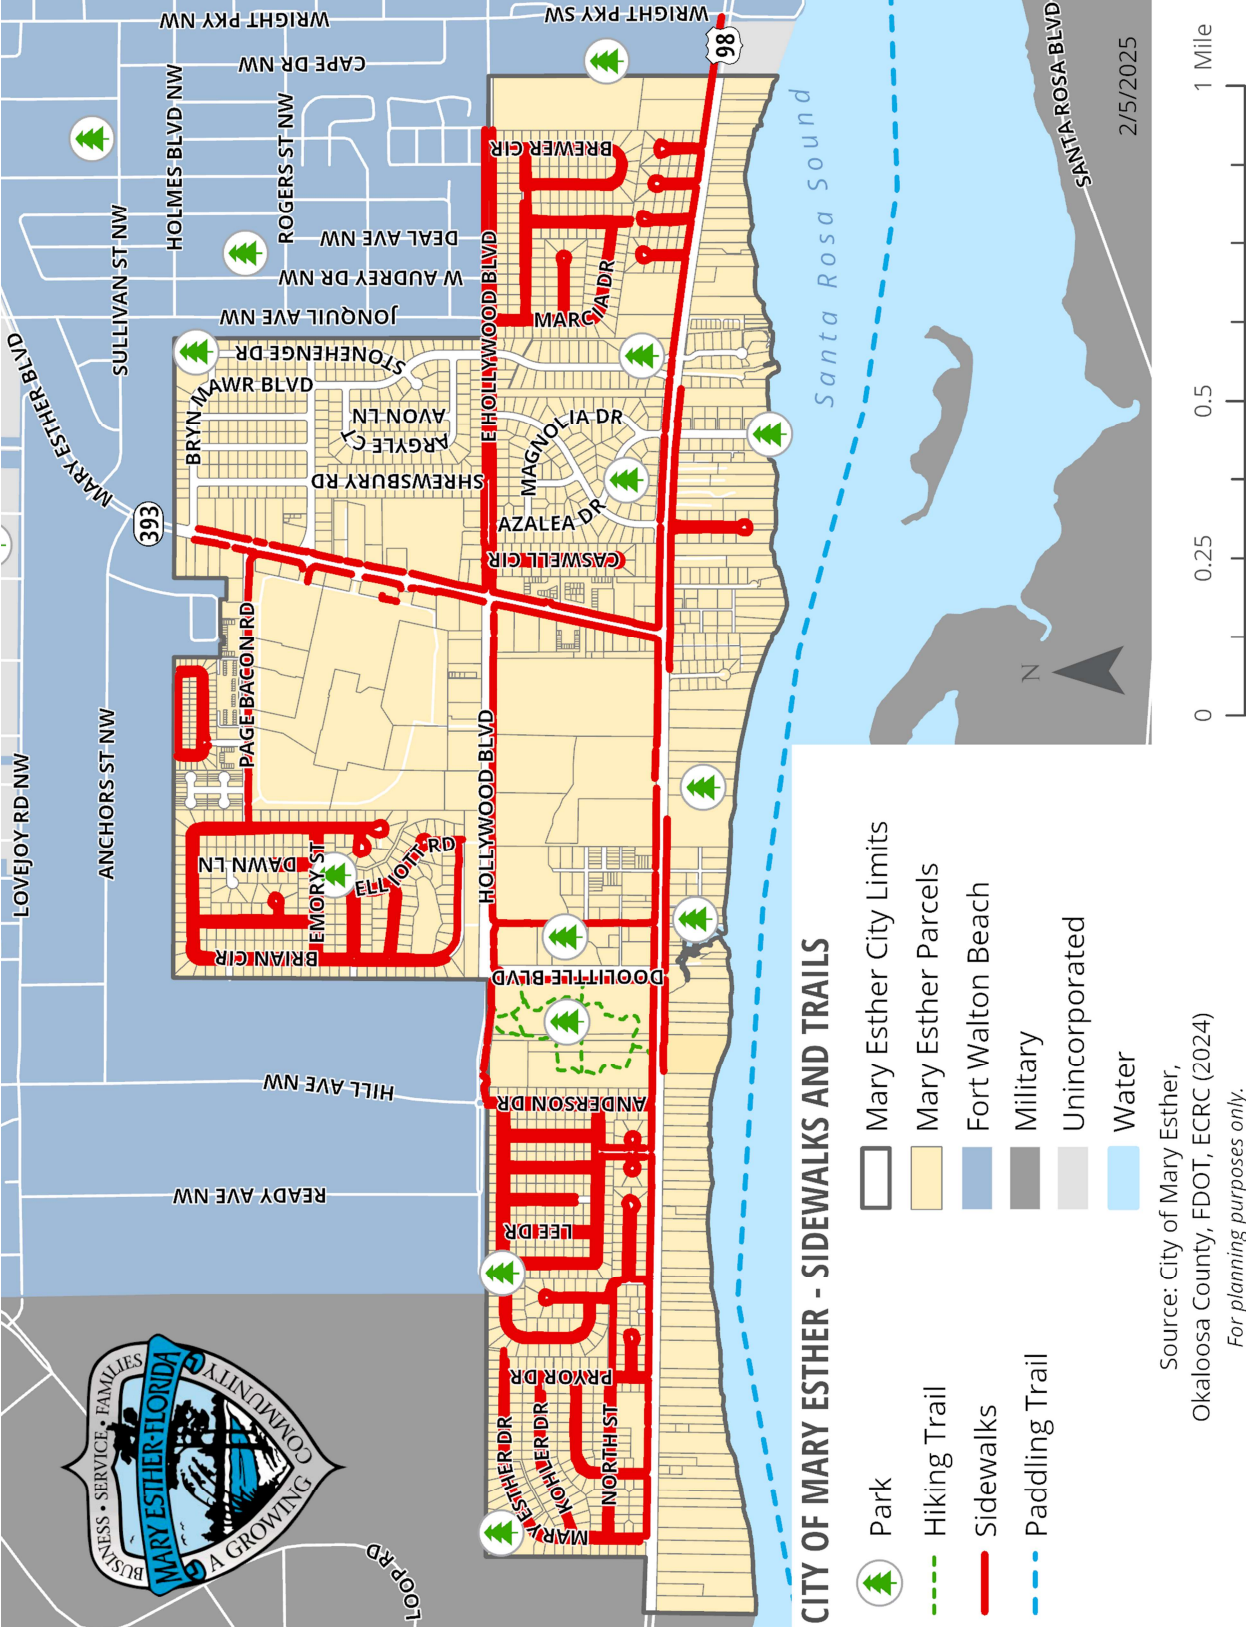 BUSINESS • SERVICE • FAMILIES
MARY ESTHER·FLORIDA
A GROWING COMMUNITY
LOOP RD
LOVEJOY RD NW
ANCHORS ST NW
MARY ESTHER BLVD
393
SULLIVAN ST NW
HOLMES BLVD NW
ROGERS ST NW
WRIGHT PKY NW
WRIGHT PKY SW
CAPE DR NW
DEAL AVE NW
W AUDREY DR NW
JONQUIL AVE NW
HILL AVE NW
READY AVE NW
STONEHENGE DR
BRYN MAWR BLVD
AVON LN
ARGYLE CT
SHREWSBURY RD
PAGE BACON RD
DAWN LN
EMORY ST
ELLIOTT RD
BRIAN CIR
HOLLYWOOD BLVD
E HOLLYWOOD BLVD
BREWER CIR
MARCIA DR
MAGNOLIA DR
AZALEA DR
CASWELL CIR
DOOLITTLE BLVD
ANDERSON DR
LEE DR
PRYOR DR
MARY ESTHER DR
KOHLER DR
NORTH ST
MARY
98
Santa Rosa Sound
SANTA ROSA BLVD
2/5/2025
N
0
0.25
0.5
1 Mile
CITY OF MARY ESTHER - SIDEWALKS AND TRAILS
Park
Hiking Trail
Sidewalks
Paddling Trail
Mary Esther City Limits
Mary Esther Parcels
Fort Walton Beach
Military
Unincorporated
Water
Source: City of Mary Esther,
Okaloosa County, FDOT, ECRC (2024)
For planning purposes only.